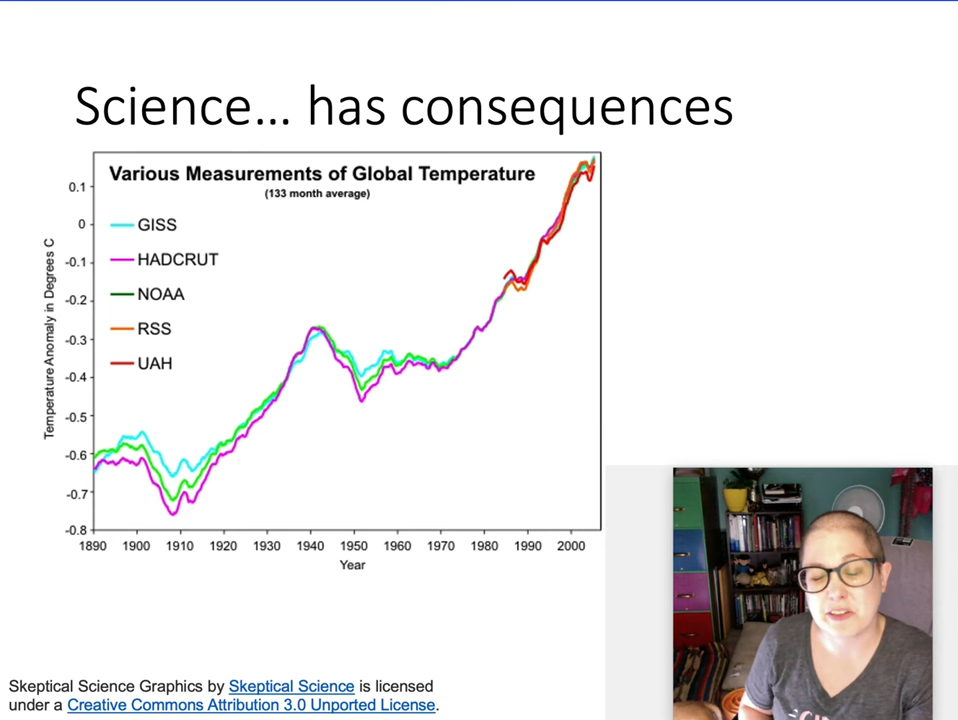 Science... has consequences
Various Measurements of Global Temperature
(133 month average)
GISS
HADCRUT
NOAA
RSS
UAH
Temperature Anomaly in Degrees C
0.1
0
-0.1
-0.2
-0.3
-0.4
-0.5
-0.6
-0.7
-0.8
1890 1900 1910 1920 1930 1940 1950 1960 1970 1980 1990 2000
Year
Skeptical Science Graphics by Skeptical Science is licensed
under a Creative Commons Attribution 3.0 Unported License.